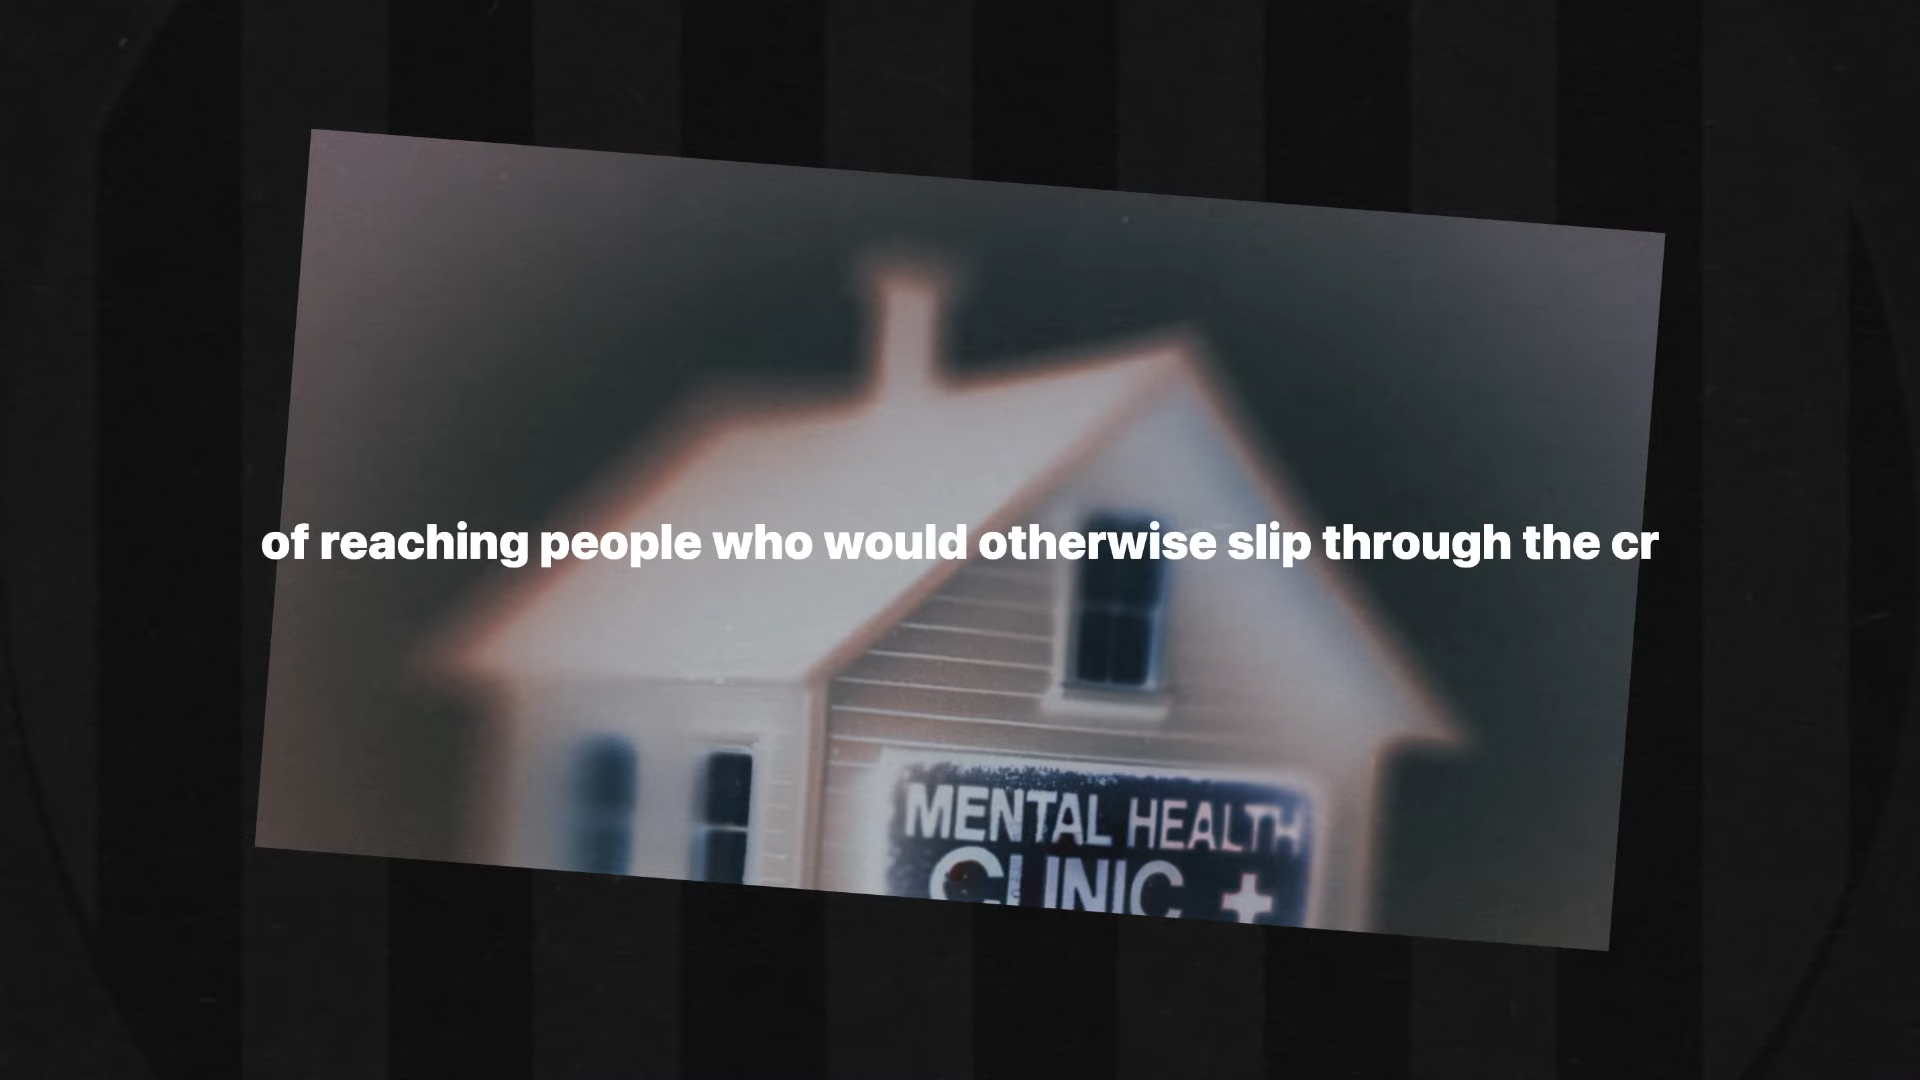 of reaching people who would otherwise slip through the cr
MENTAL HEALTH
CLINIC +